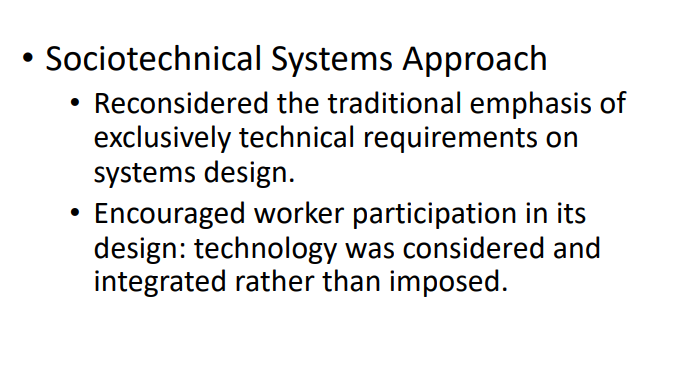 • Sociotechnical Systems Approach
• Reconsidered the traditional emphasis of
exclusively technical requirements on
systems design.
• Encouraged worker participation in its
design: technology was considered and
integrated rather than imposed.